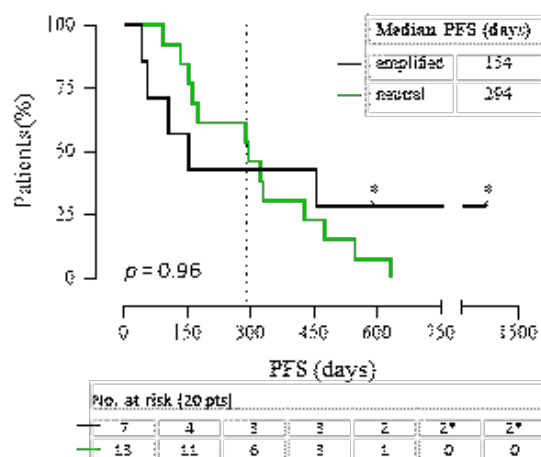 100
75
50
25
0
Patients(%)
Median PFS (days)
amplified 154
neutral 294
*
*
p = 0.96
0 150 300 450 600 750 1500
PFS (days)
No. at risk (20 pts)
7 4 3 3 2 2* 2*
13 11 6 3 1 0 0